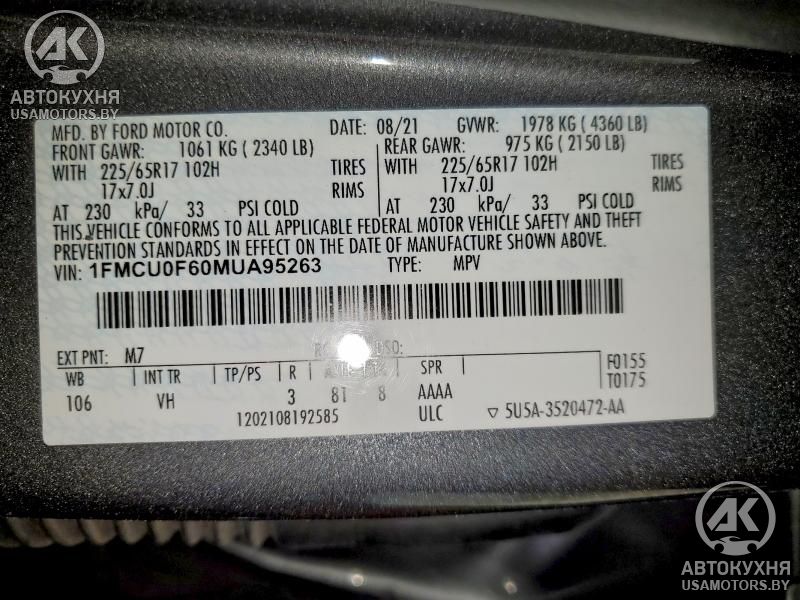 AK
АВТОКУХНЯ
USAMOTORS.BY
MFD. BY FORD MOTOR CO. DATE: 08/21 GVWR: 1978 KG (4360 LB)
FRONT GAWR: 1061 KG (2340 LB) REAR GAWR: 975 KG (2150 LB)
WITH 225/65R17 102H TIRES WITH 225/65R17 102H TIRES
17x7.0J RIMS 17x7.0J RIMS
AT 230 kPa/ 33 PSI COLD AT 230 kPa/ 33 PSI COLD
THIS VEHICLE CONFORMS TO ALL APPLICABLE FEDERAL MOTOR VEHICLE SAFETY AND THEFT
PREVENTION STANDARDS IN EFFECT ON THE DATE OF MANUFACTURE SHOWN ABOVE.
VIN: 1FMCU0F60MUA95263 TYPE: MPV
EXT PNT: M7
WB INT TR TP/PS R SPR F0155
106 VH 3 81 8 AAAA T0175
1202108192585 ULC ▽ 5U5A-3520472-AA
AK
АВТОКУХНЯ
USAMOTORS.BY